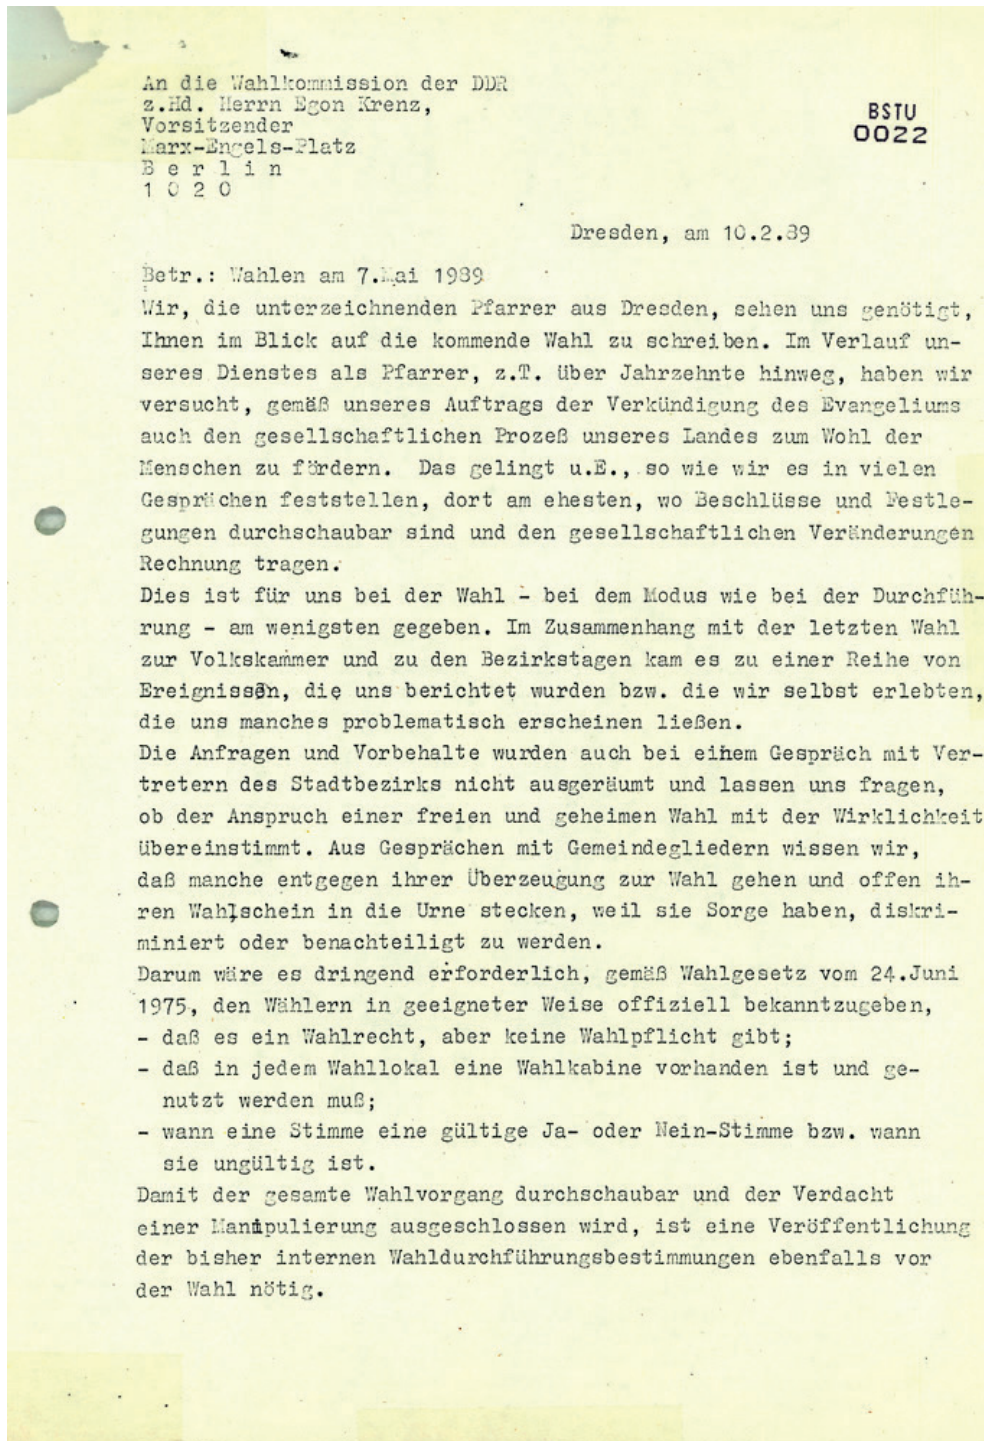 An die Wahlkommission der DDR
z.Hd. Herrn Egon Krenz,
Vorsitzender
Marx-Engels-Platz
B e r l i n
1 0 2 0
BSTU
0022
Dresden, am 10.2.89
Betr.: Wahlen am 7.Mai 1989
Wir, die unterzeichnenden Pfarrer aus Dresden, sehen uns genötigt,
Ihnen im Blick auf die kommende Wahl zu schreiben. Im Verlauf un-
seres Dienstes als Pfarrer, z.T. über Jahrzehnte hinweg, haben wir
versucht, gemäß unseres Auftrags der Verkündigung des Evangeliums
auch den gesellschaftlichen Prozeß unseres Landes zum Wohl der
Menschen zu fördern. Das gelingt u.E., so wie wir es in vielen
Gesprächen feststellen, dort am ehesten, wo Beschlüsse und Festle-
gungen durchschaubar sind und den gesellschaftlichen Veränderungen
Rechnung tragen.
Dies ist für uns bei der Wahl - bei dem Modus wie bei der Durchfüh-
rung - am wenigsten gegeben. Im Zusammenhang mit der letzten Wahl
zur Volkskammer und zu den Bezirkstagen kam es zu einer Reihe von
Ereignissen, die uns berichtet wurden bzw. die wir selbst erlebten,
die uns manches problematisch erscheinen ließen.
Die Anfragen und Vorbehalte wurden auch bei einem Gespräch mit Ver-
tretern des Stadtbezirks nicht ausgeräumt und lassen uns fragen,
ob der Anspruch einer freien und geheimen Wahl mit der Wirklichkeit
übereinstimmt. Aus Gesprächen mit Gemeindegliedern wissen wir,
daß manche entgegen ihrer Überzeugung zur Wahl gehen und offen ih-
ren Wahlschein in die Urne stecken, weil sie Sorge haben, diskri-
miniert oder benachteiligt zu werden.
Darum wäre es dringend erforderlich, gemäß Wahlgesetz vom 24.Juni
1975, den Wählern in geeigneter Weise offiziell bekanntzugeben,
- daß es ein Wahlrecht, aber keine Wahlpflicht gibt;
- daß in jedem Wahllokal eine Wahlkabine vorhanden ist und ge-
nutzt werden muß;
- wann eine Stimme eine gültige Ja- oder Nein-Stimme bzw. wann
sie ungültig ist.
Damit der gesamte Wahlvorgang durchschaubar und der Verdacht
einer Manipulierung ausgeschlossen wird, ist eine Veröffentlichung
der bisher internen Wahldurchführungsbestimmungen ebenfalls vor
der Wahl nötig.